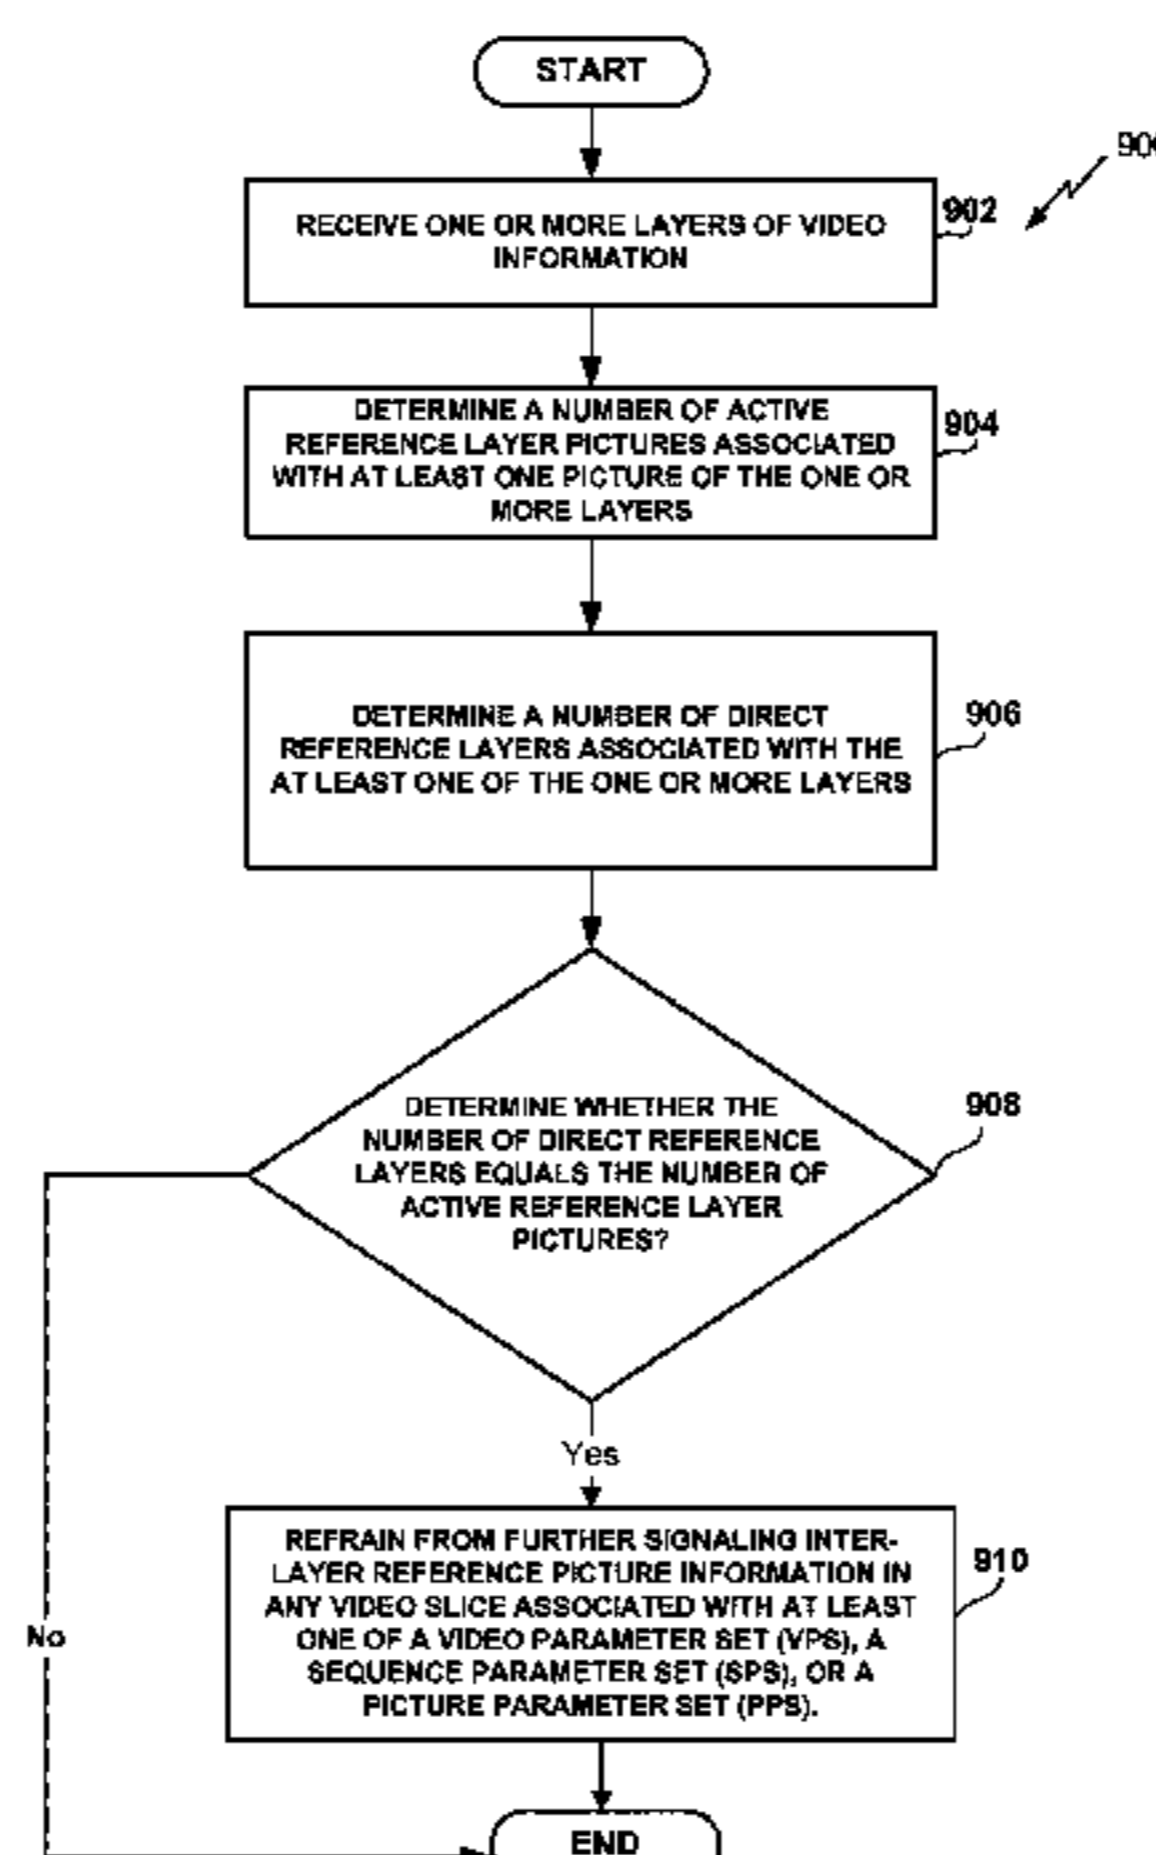 START
900
RECEIVE ONE OR MORE LAYERS OF VIDEO
INFORMATION
902
DETERMINE A NUMBER OF ACTIVE
REFERENCE LAYER PICTURES ASSOCIATED
WITH AT LEAST ONE PICTURE OF THE ONE OR
MORE LAYERS
904
DETERMINE A NUMBER OF DIRECT
REFERENCE LAYERS ASSOCIATED WITH THE
AT LEAST ONE OF THE ONE OR MORE LAYERS
906
DETERMINE WHETHER THE
NUMBER OF DIRECT REFERENCE
LAYERS EQUALS THE NUMBER OF
ACTIVE REFERENCE LAYER
PICTURES?
908
Yes
REFRAIN FROM FURTHER SIGNALING INTER-
LAYER REFERENCE PICTURE INFORMATION IN
ANY VIDEO SLICE ASSOCIATED WITH AT LEAST
ONE OF A VIDEO PARAMETER SET (VPS), A
SEQUENCE PARAMETER SET (SPS), OR A
PICTURE PARAMETER SET (PPS).
910
No
END